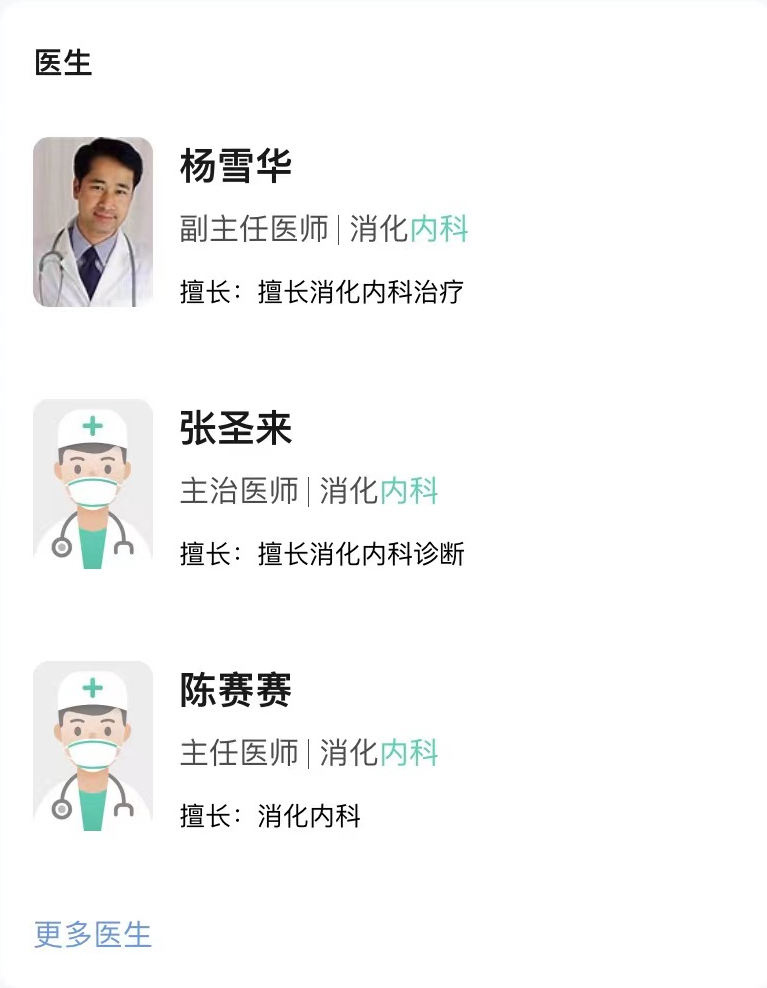 医生
杨雪华
副主任医师 | 消化内科
擅长：擅长消化内科治疗
张圣来
主治医师 | 消化内科
擅长：擅长消化内科诊断
陈赛赛
主任医师 | 消化内科
擅长：消化内科
更多医生